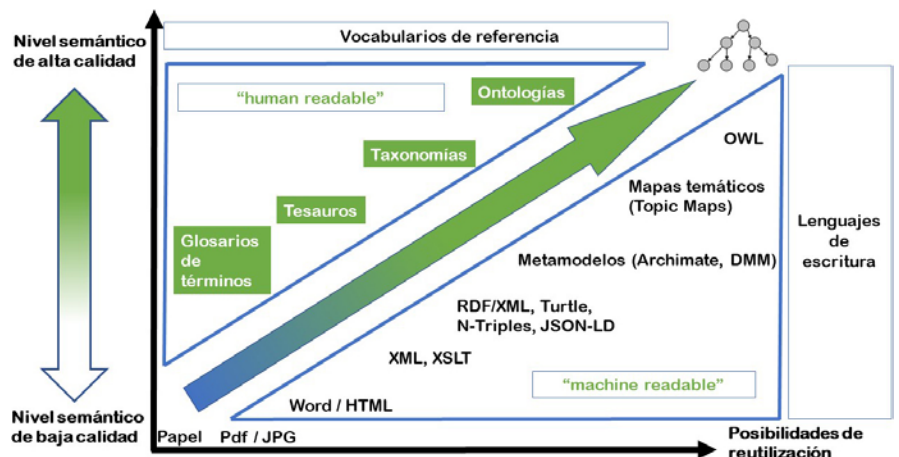 Nivel semántico
de alta calidad
Vocabularios de referencia
"human readable"
Ontologías
Taxonomías
Tesauros
Glosarios
de
términos
OWL
Mapas temáticos
(Topic Maps)
Metamodelos (Archimate, DMM)
RDF/XML, Turtle,
N-Triples, JSON-LD
XML, XSLT
"machine readable"
Word / HTML
Lenguajes
de
escritura
Nivel semántico
de baja calidad
Papel
Pdf / JPG
Posibilidades de
reutilización